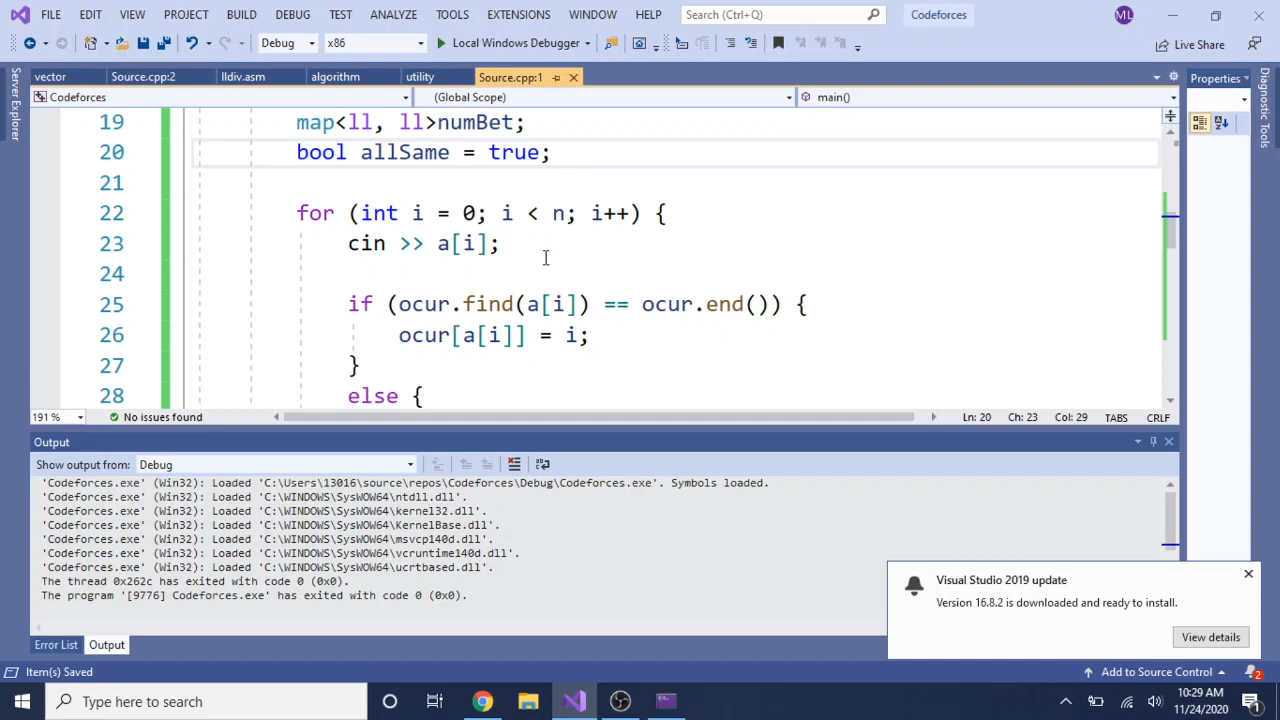 FILE EDIT VIEW PROJECT BUILD DEBUG TEST ANALYZE TOOLS EXTENSIONS WINDOW HELP Search (Ctrl+Q) Codeforces ML
Debug x86 Local Windows Debugger Live Share
Server Explorer
vector Source.cpp:2 lldiv.asm algorithm utility Source.cpp:1 Properties
Diagnostic Tools
Codeforces (Global Scope) main()
19 map<ll, ll>numBet;
20 bool allSame = true;
21
22 for (int i = 0; i < n; i++) {
23 cin >> a[i];
24
25 if (ocur.find(a[i]) == ocur.end()) {
26 ocur[a[i]] = i;
27 }
28 else {
191 % No issues found Ln: 20 Ch: 23 Col: 29 TABS CRLF
Output
Show output from: Debug
'Codeforces.exe' (Win32): Loaded 'C:\Users\13016\source\repos\Codeforces\Debug\Codeforces.exe'. Symbols loaded.
'Codeforces.exe' (Win32): Loaded 'C:\WINDOWS\SysWOW64\ntdll.dll'.
'Codeforces.exe' (Win32): Loaded 'C:\WINDOWS\SysWOW64\kernel32.dll'.
'Codeforces.exe' (Win32): Loaded 'C:\WINDOWS\SysWOW64\KernelBase.dll'.
'Codeforces.exe' (Win32): Loaded 'C:\WINDOWS\SysWOW64\msvcp140d.dll'.
'Codeforces.exe' (Win32): Loaded 'C:\WINDOWS\SysWOW64\vcruntime140d.dll'.
'Codeforces.exe' (Win32): Loaded 'C:\WINDOWS\SysWOW64\ucrtbased.dll'.
The thread 0x262c has exited with code 0 (0x0).
The program '[9776] Codeforces.exe' has exited with code 0 (0x0).
Visual Studio 2019 update
Version 16.8.2 is downloaded and ready to install.
View details
Error List Output
Item(s) Saved Add to Source Control 2
Type here to search
10:29 AM
11/24/2020 1